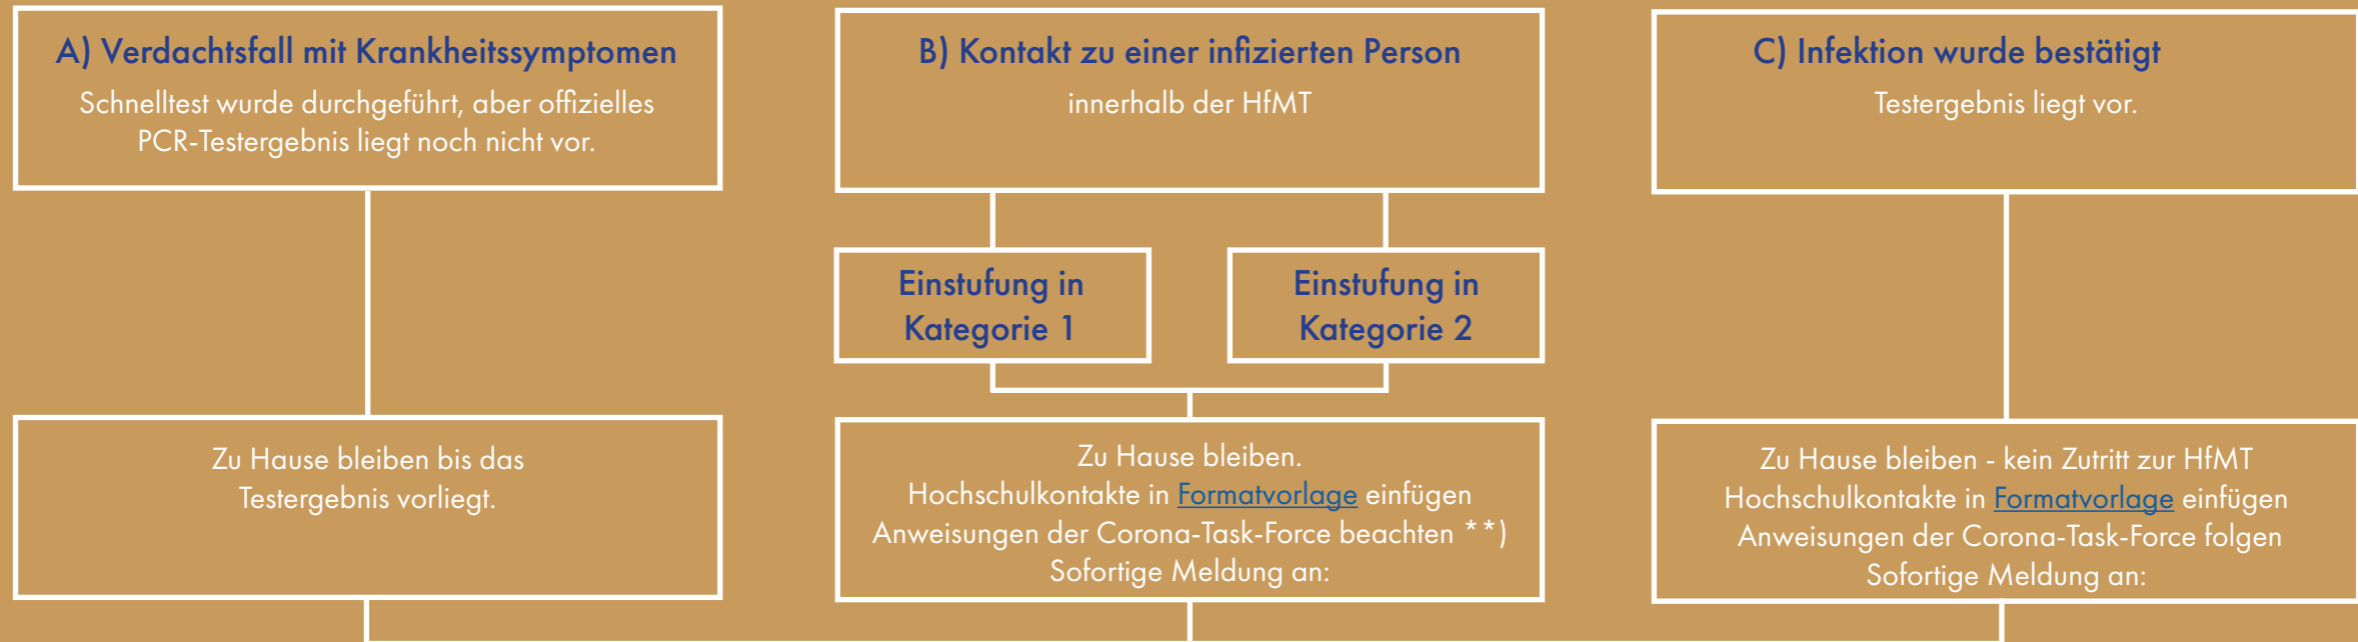 A) Verdachtsfall mit Krankheitssymptomen
Schnelltest wurde durchgeführt, aber offizielles
PCR-Testergebnis liegt noch nicht vor.
B) Kontakt zu einer infizierten Person
innerhalb der HfMT
C) Infektion wurde bestätigt
Testergebnis liegt vor.
Einstufung in
Kategorie 1
Einstufung in
Kategorie 2
Zu Hause bleiben bis das
Testergebnis vorliegt.
Zu Hause bleiben.
Hochschulkontakte in Formatvorlage einfügen
Anweisungen der Corona-Task-Force beachten **)
Sofortige Meldung an:
Zu Hause bleiben - kein Zutritt zur HfMT
Hochschulkontakte in Formatvorlage einfügen
Anweisungen der Corona-Task-Force folgen
Sofortige Meldung an: